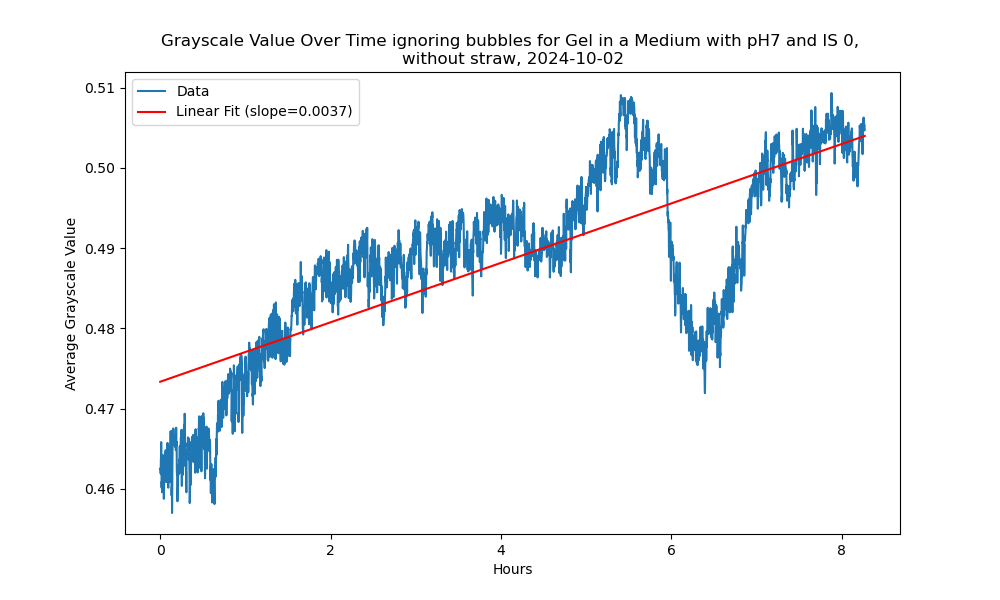 Grayscale Value Over Time ignoring bubbles for Gel in a Medium with pH7 and IS 0,
without straw, 2024-10-02
Data
Linear Fit (slope=0.0037)
Average Grayscale Value
0.51
0.50
0.49
0.48
0.47
0.46
0 2 4 6 8
Hours